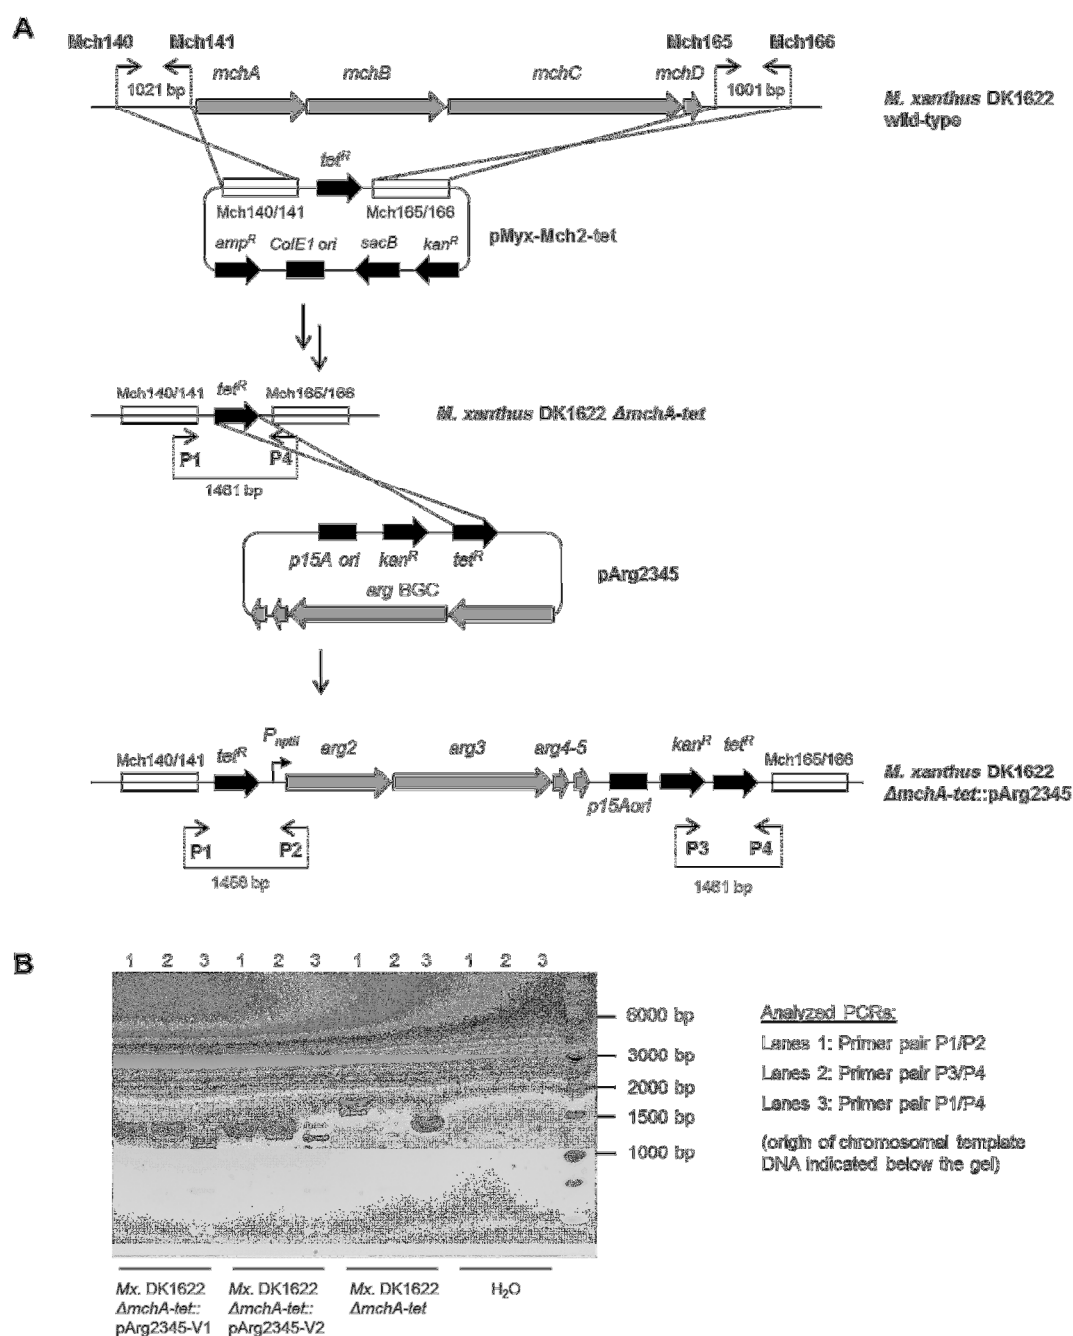 A
Mch140 Mch141 Mch165 Mch166
mchA mchB mchC mchD
1021 bp 1001 bp
M. xanthus DK1622
wild-type
tetR
Mch140/141 Mch165/166
pMyx-Mch2-tet
ampR ColE1 ori sacB kanR
Mch140/141 tetR Mch165/166
M. xanthus DK1622 ΔmchA-tet
P1 P4
1461 bp
p15A ori kanR tetR
pArg2345
arg BGC
Mch140/141 tetR PnptII arg2 arg3 arg4-5 kanR tetR Mch165/166
p15Aori
M. xanthus DK1622
ΔmchA-tet::pArg2345
P1 P2 P3 P4
1458 bp 1461 bp
B
1 2 3 1 2 3 1 2 3 1 2 3
6000 bp
3000 bp
2000 bp
1500 bp
1000 bp
Analyzed PCRs:
Lanes 1: Primer pair P1/P2
Lanes 2: Primer pair P3/P4
Lanes 3: Primer pair P1/P4
(origin of chromosomal template
DNA indicated below the gel)
Mx. DK1622
ΔmchA-tet::
pArg2345-V1
Mx. DK1622
ΔmchA-tet::
pArg2345-V2
Mx. DK1622
ΔmchA-tet
H2O